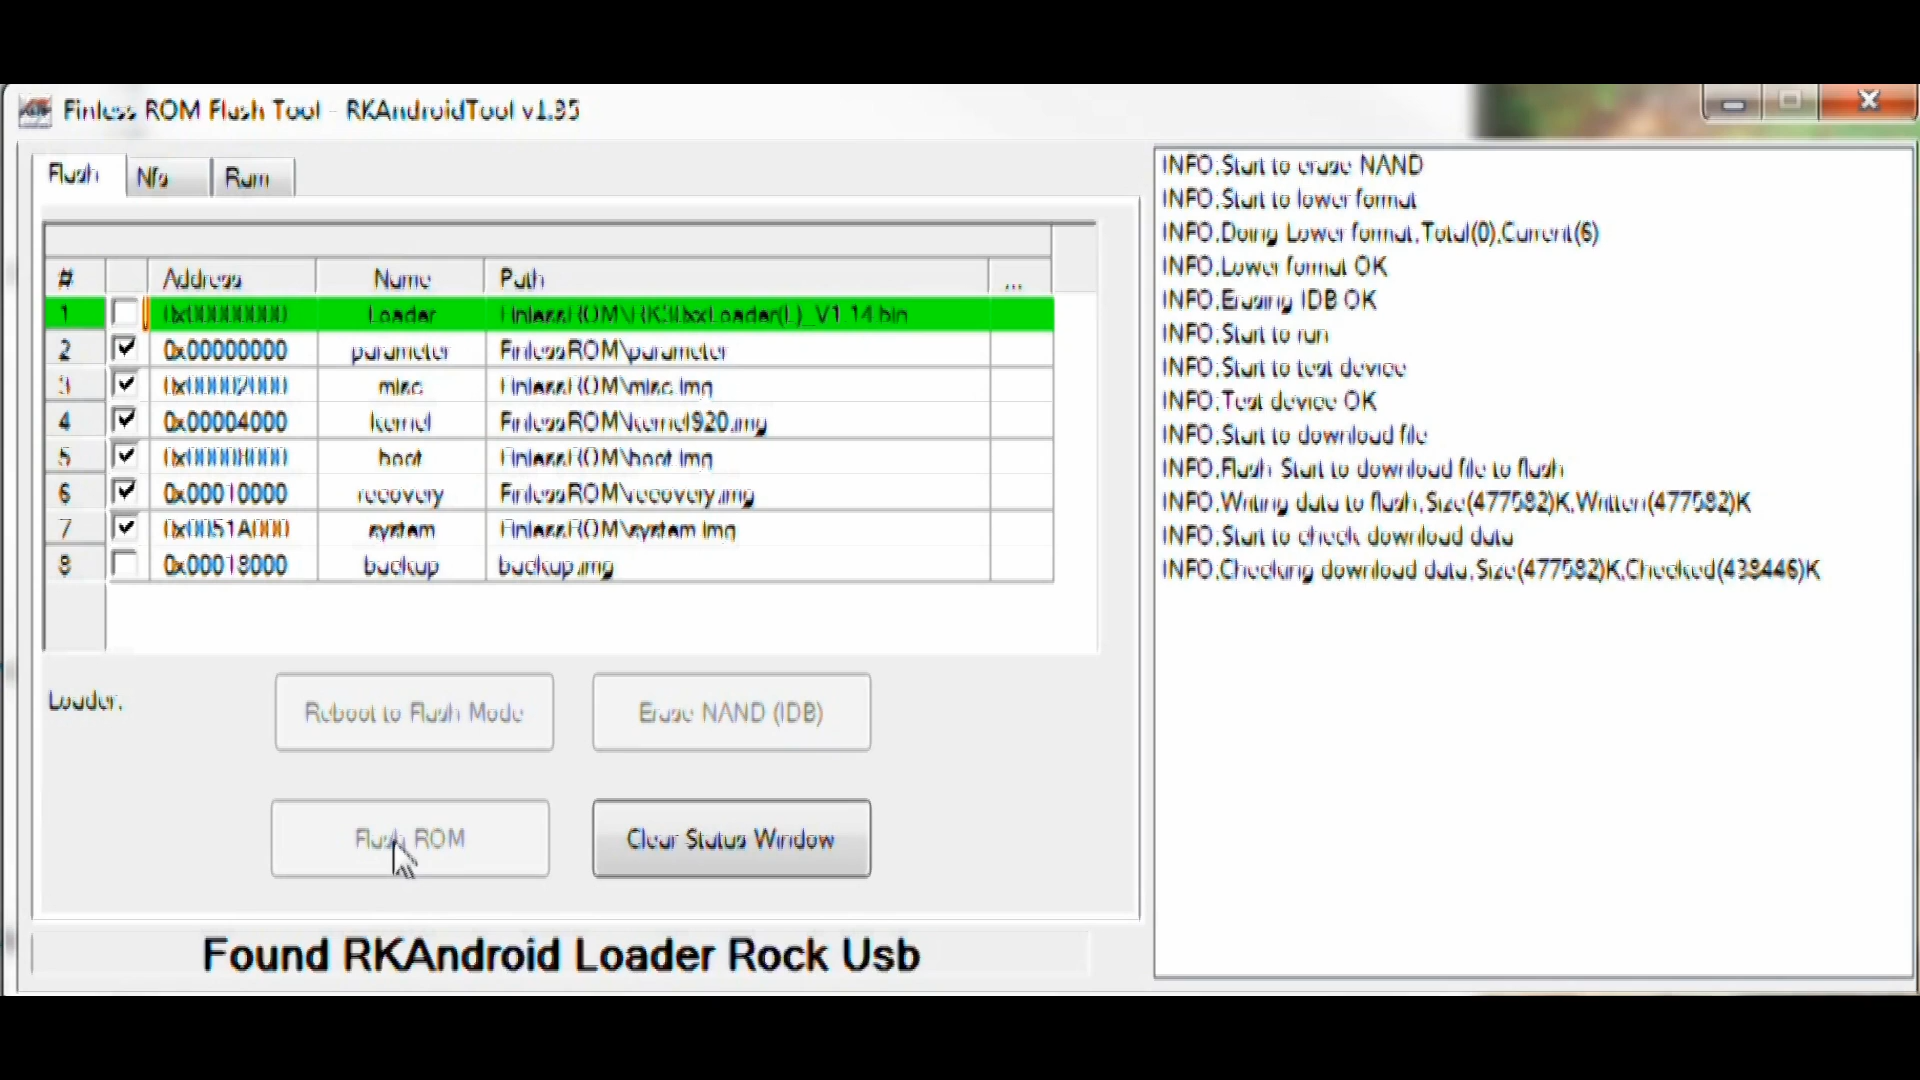 Finless ROM Flash Tool - RKAndroidTool v1.35
Flash Nfo Ram
# Address Name Path ...
1 0x00000000 Loader
2 0x00000000 parameter FinlessROM\parameter
3 0x00002000 misc FinlessROM\misc.img
4 0x00004000 kernel FinlessROM\kernel920.img
5 0x00008000 boot FinlessROM\boot.img
6 0x00010000 recovery FinlessROM\recovery.img
7 0x0051A000 system FinlessROM\system.img
8 0x00018000 backup backup.img
Loader:
Reboot to Flash Mode
Erase NAND (IDB)
Flash ROM
Clear Status Window
Found RKAndroid Loader Rock Usb
INFO:Start to erase NAND
INFO:Start to lower format
INFO:Doing Lower format,Total(0),Current(6)
INFO:Lower format OK
INFO:Erasing IDB OK
INFO:Start to run
INFO:Start to test device
INFO:Test device OK
INFO:Start to download file
INFO:Flash Start to download file to flash
INFO:Writing data to flash,Size(477582)K,Written(477582)K
INFO:Start to check download data
INFO:Checking download data,Size(477582)K,Checked(438446)K